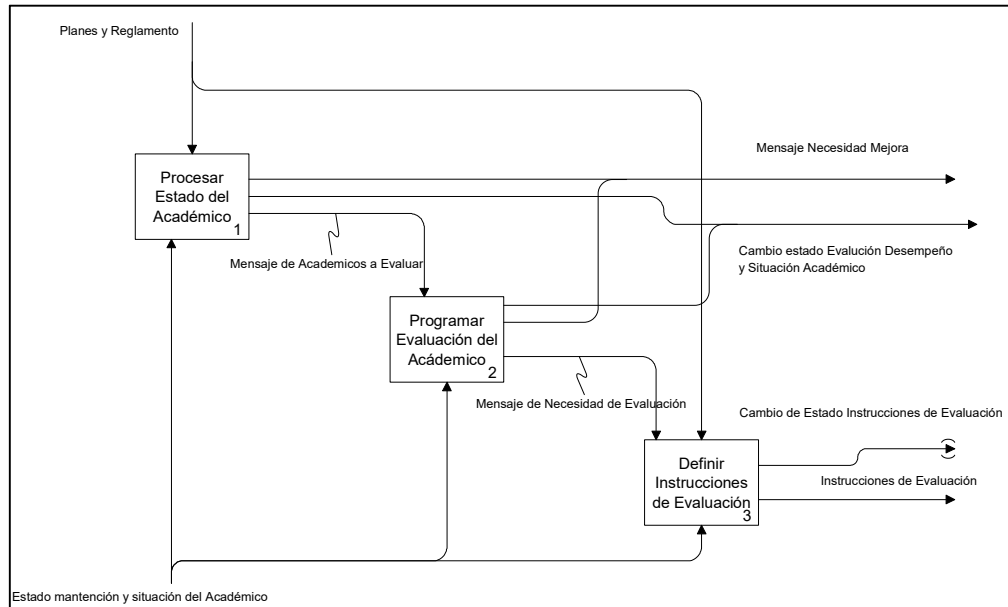 Planes y Reglamento
Mensaje Necesidad Mejora
Procesar
Estado del
Académico
1
Cambio estado Evalución Desempeño
y Situación Académico
Mensaje de Academicos a Evaluar
Programar
Evaluación del
Acádemico
2
Mensaje de Necesidad de Evaluación
Cambio de Estado Instrucciones de Evaluación
Definir
Instrucciones
de Evaluación
3
Instrucciones de Evaluación
Estado mantención y situación del Académico